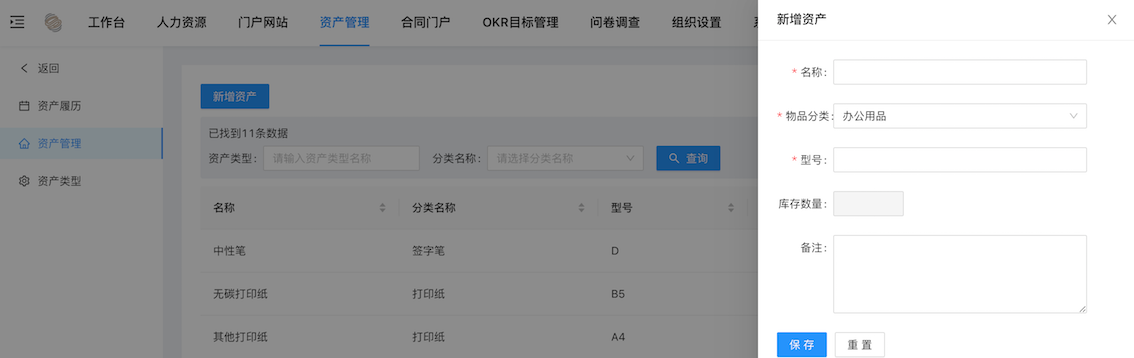 工作台 人力资源 门户网站 资产管理 合同门户 OKR目标管理 问卷调查 组织设置
返回
资产履历
资产管理
资产类型
新增资产
已找到11条数据
资产类型: 请输入资产类型名称 分类名称: 请选择分类名称 查询
名称 分类名称 型号
中性笔 签字笔 D
无碳打印纸 打印纸 B5
其他打印纸 打印纸 A4
新增资产
* 名称:
* 物品分类: 办公用品
* 型号:
库存数量:
备注:
保 存 重 置